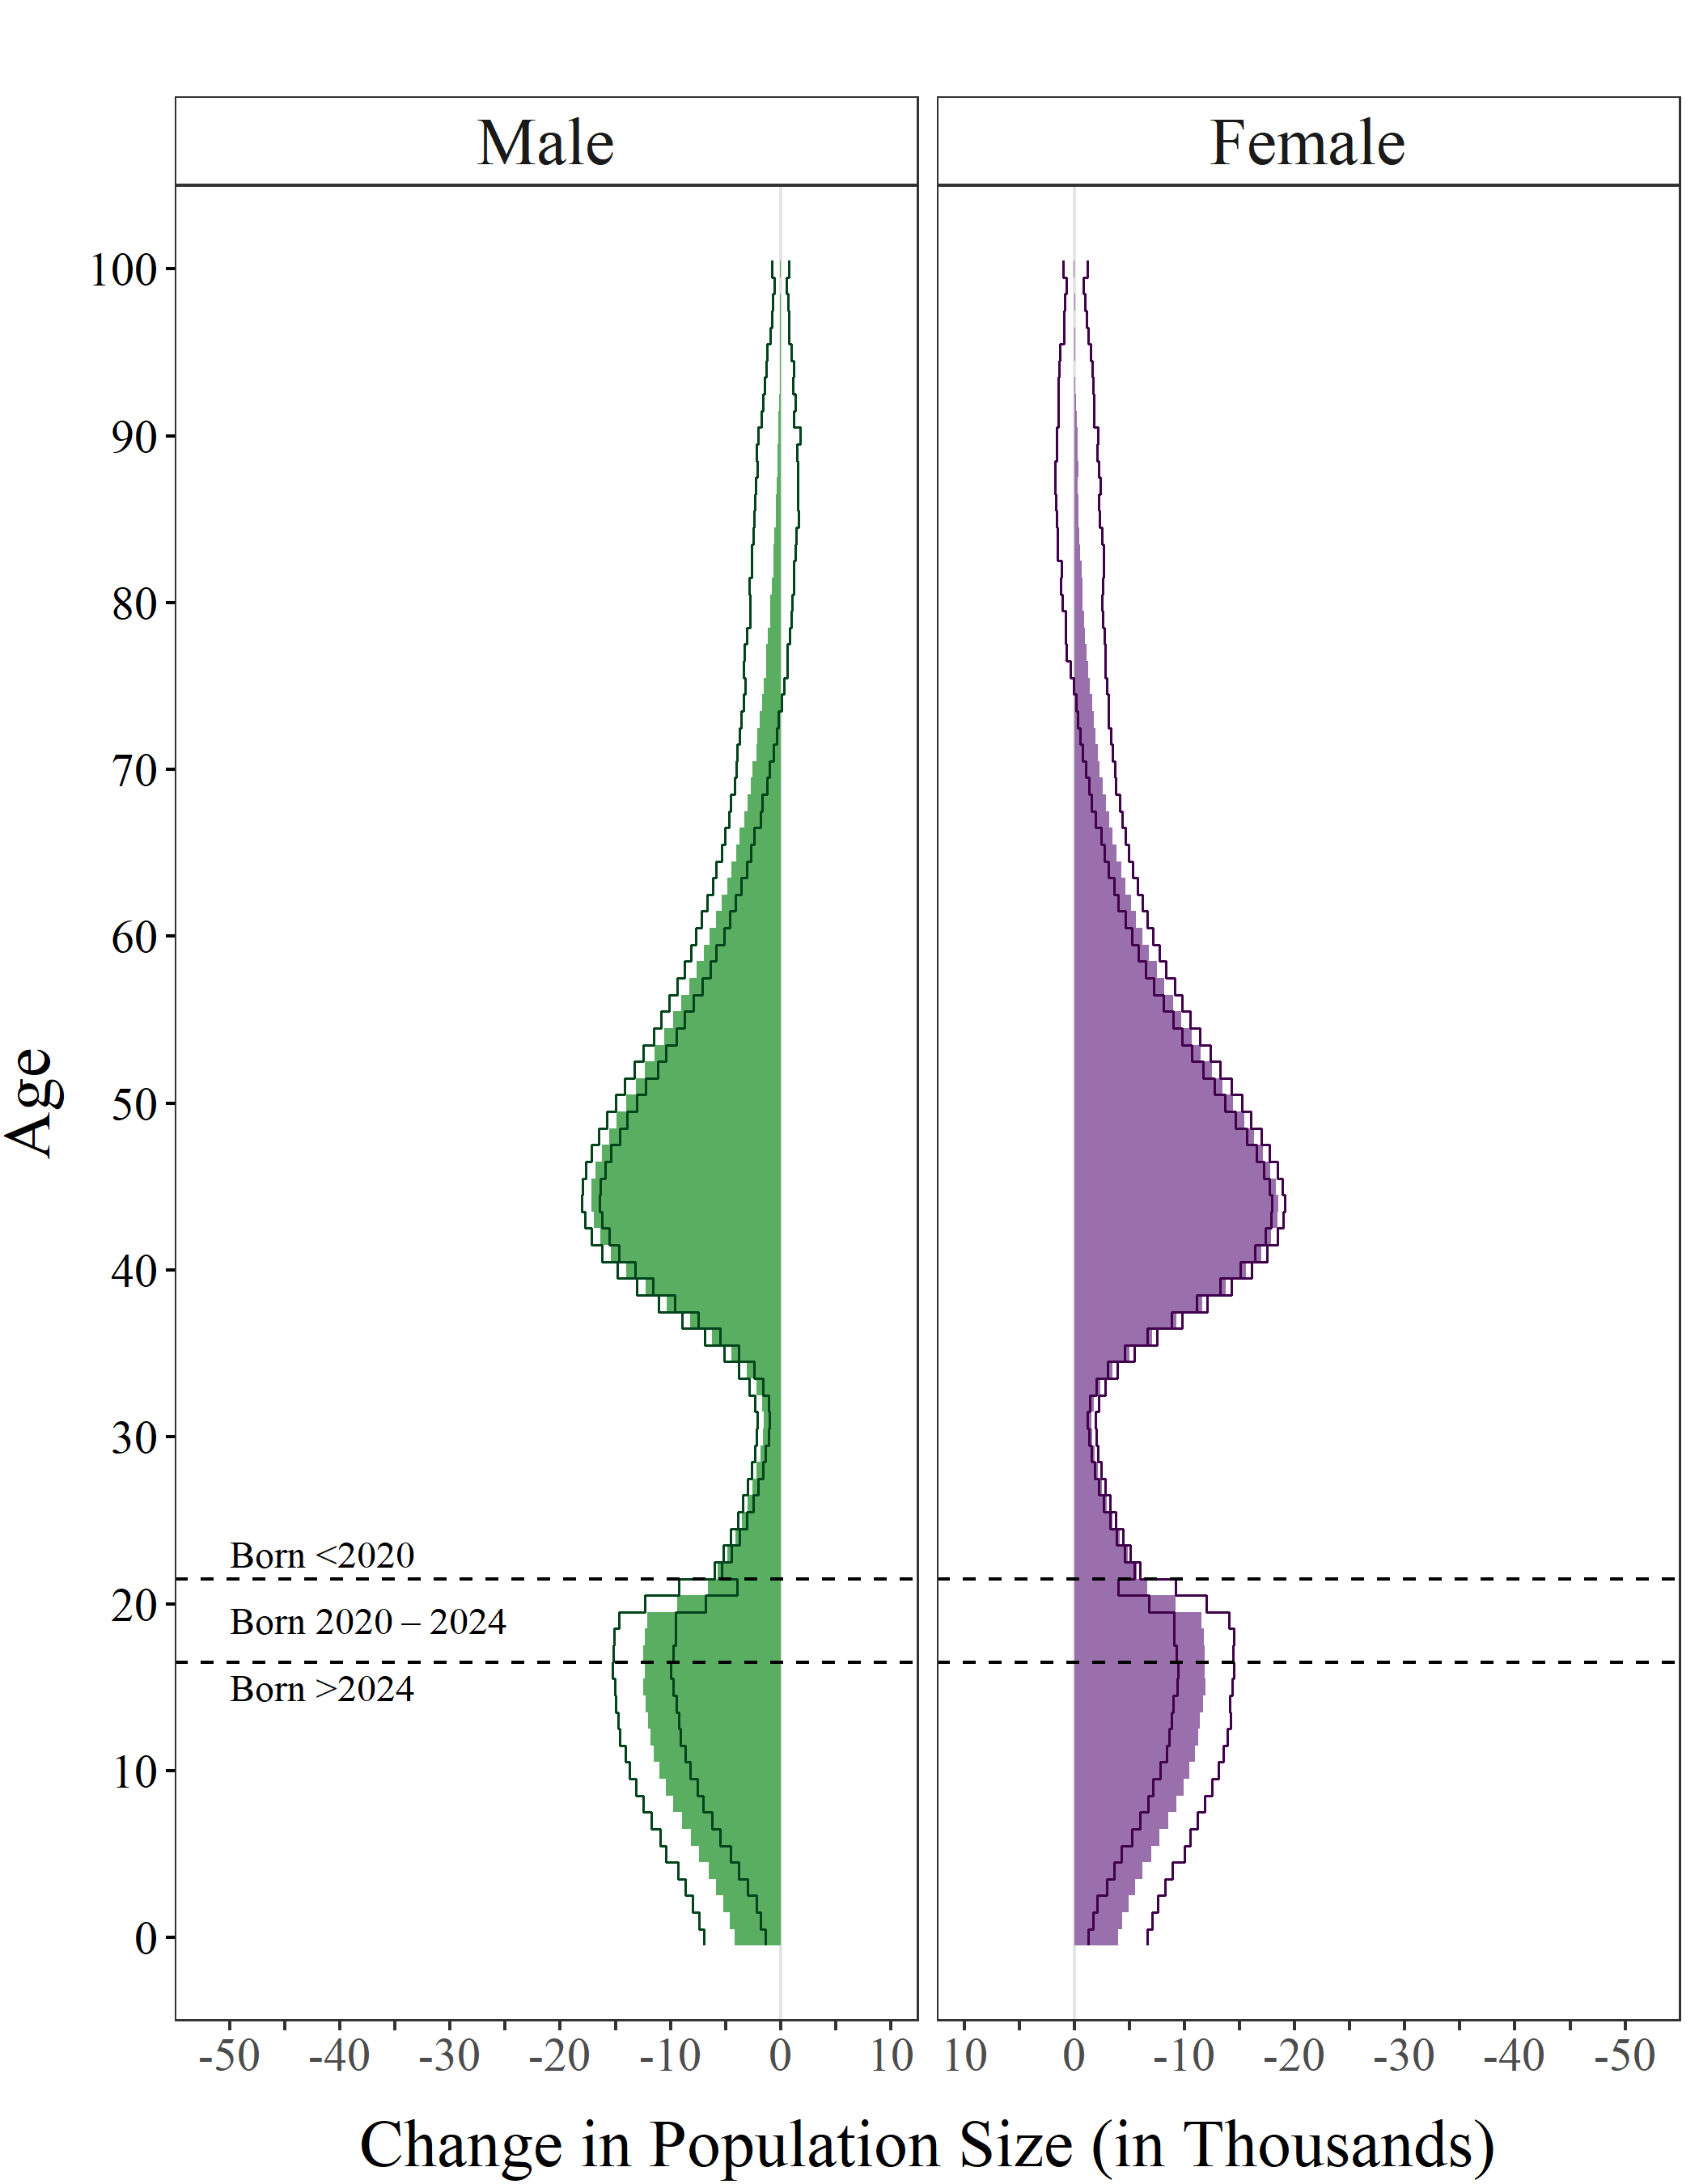 Male Female
100
90
80
70
60
50
40
30
Born <2020
20
Born 2020 – 2024
Born >2024
10
0
Age
-50 -40 -30 -20 -10 0 10 10 0 -10 -20 -30 -40 -50
Change in Population Size (in Thousands)